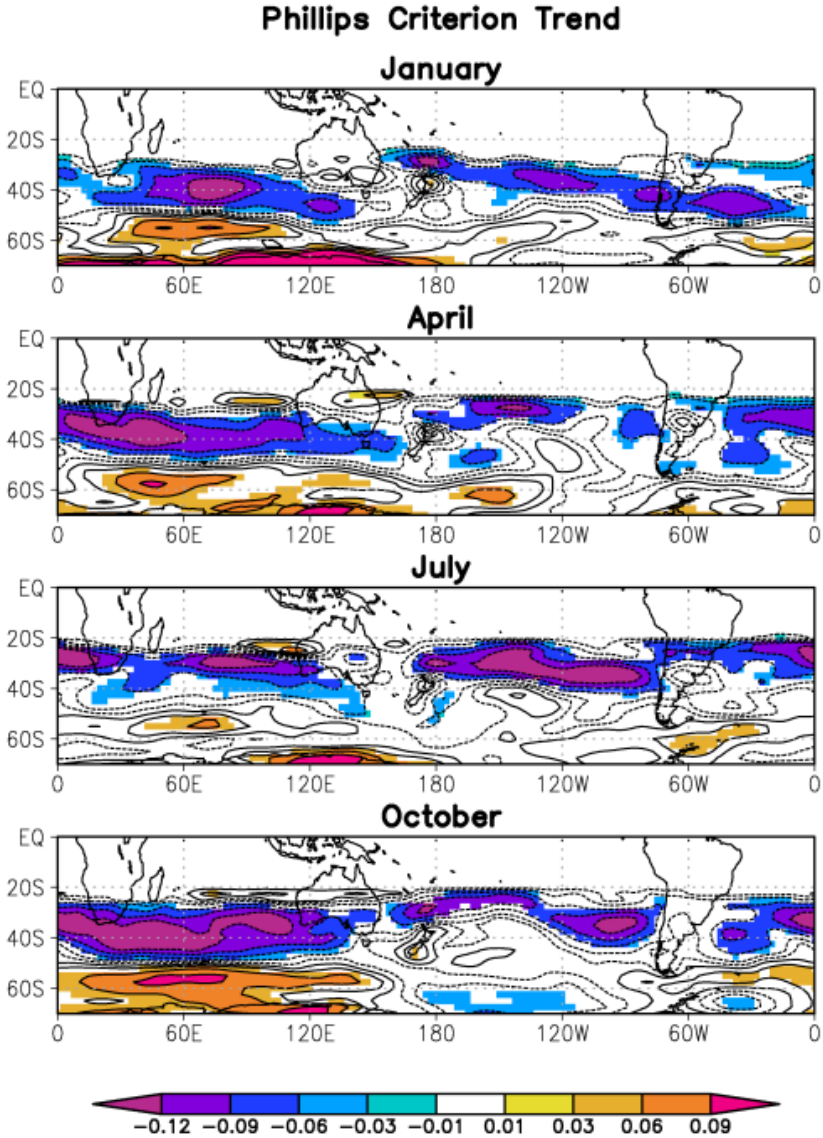 Phillips Criterion Trend
January
EQ
20S
40S
60S
0 60E 120E 180 120W 60W 0
April
EQ
20S
40S
60S
0 60E 120E 180 120W 60W 0
July
EQ
20S
40S
60S
0 60E 120E 180 120W 60W 0
October
EQ
20S
40S
60S
0 60E 120E 180 120W 60W 0
−0.12 −0.09 −0.06 −0.03 −0.01 0.01 0.03 0.06 0.09